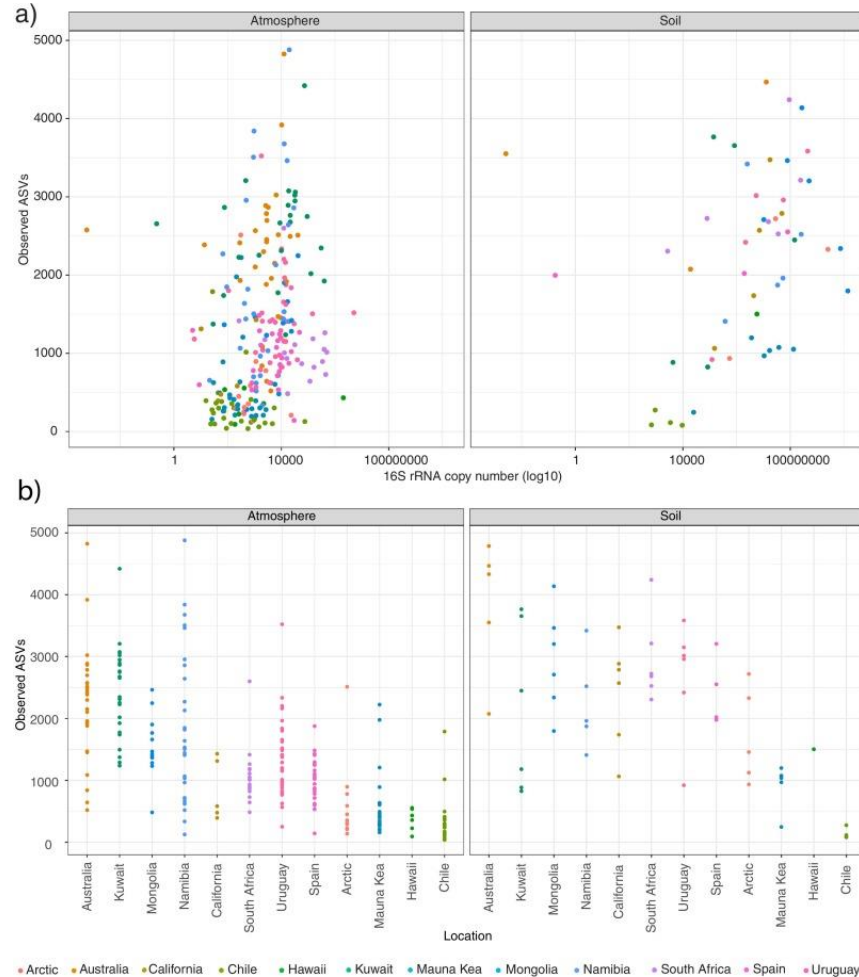 a)
Atmosphere Soil
5000
4000
3000
2000
1000
0
Observed ASVs
1 10000 100000000 1 10000 100000000
16S rRNA copy number (log10)
b)
Atmosphere Soil
5000
4000
3000
2000
1000
0
Observed ASVs
Australia Kuwait Mongolia Namibia California South Africa Uruguay Spain Arctic Mauna Kea Hawaii Chile Australia Kuwait Mongolia Namibia California South Africa Uruguay Spain Arctic Mauna Kea Hawaii Chile
Location
Arctic Australia California Chile Hawaii Kuwait Mauna Kea Mongolia Namibia South Africa Spain Uruguay